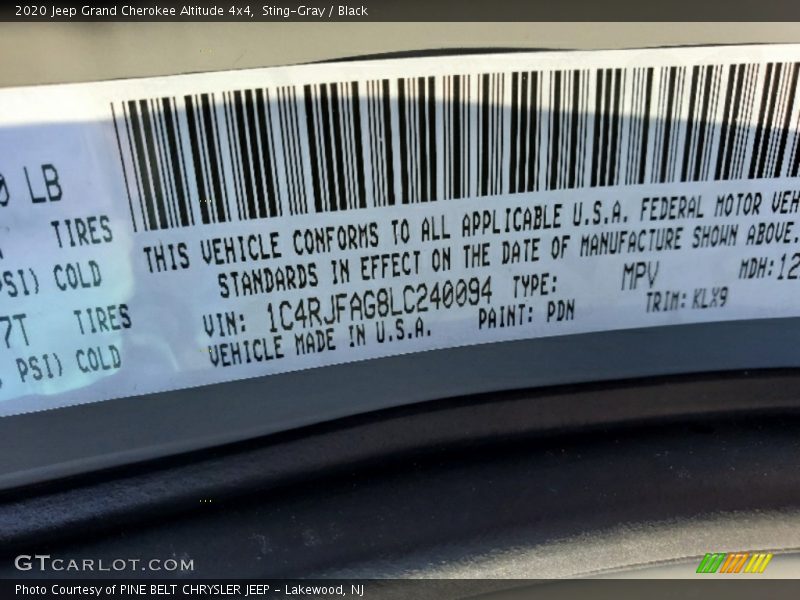 2020 Jeep Grand Cherokee Altitude 4x4, Sting-Gray / Black
LB
TIRES
PSI) COLD
7T TIRES
PSI) COLD
THIS VEHICLE CONFORMS TO ALL APPLICABLE U.S.A. FEDERAL MOTOR VEH
STANDARDS IN EFFECT ON THE DATE OF MANUFACTURE SHOWN ABOVE.
VIN: 1C4RJFAG8LC240094 TYPE: MPV MDH: 12
VEHICLE MADE IN U.S.A. PAINT: PDN TRIM: KLX9
GTCARLOT.COM
Photo Courtesy of PINE BELT CHRYSLER JEEP - Lakewood, NJ